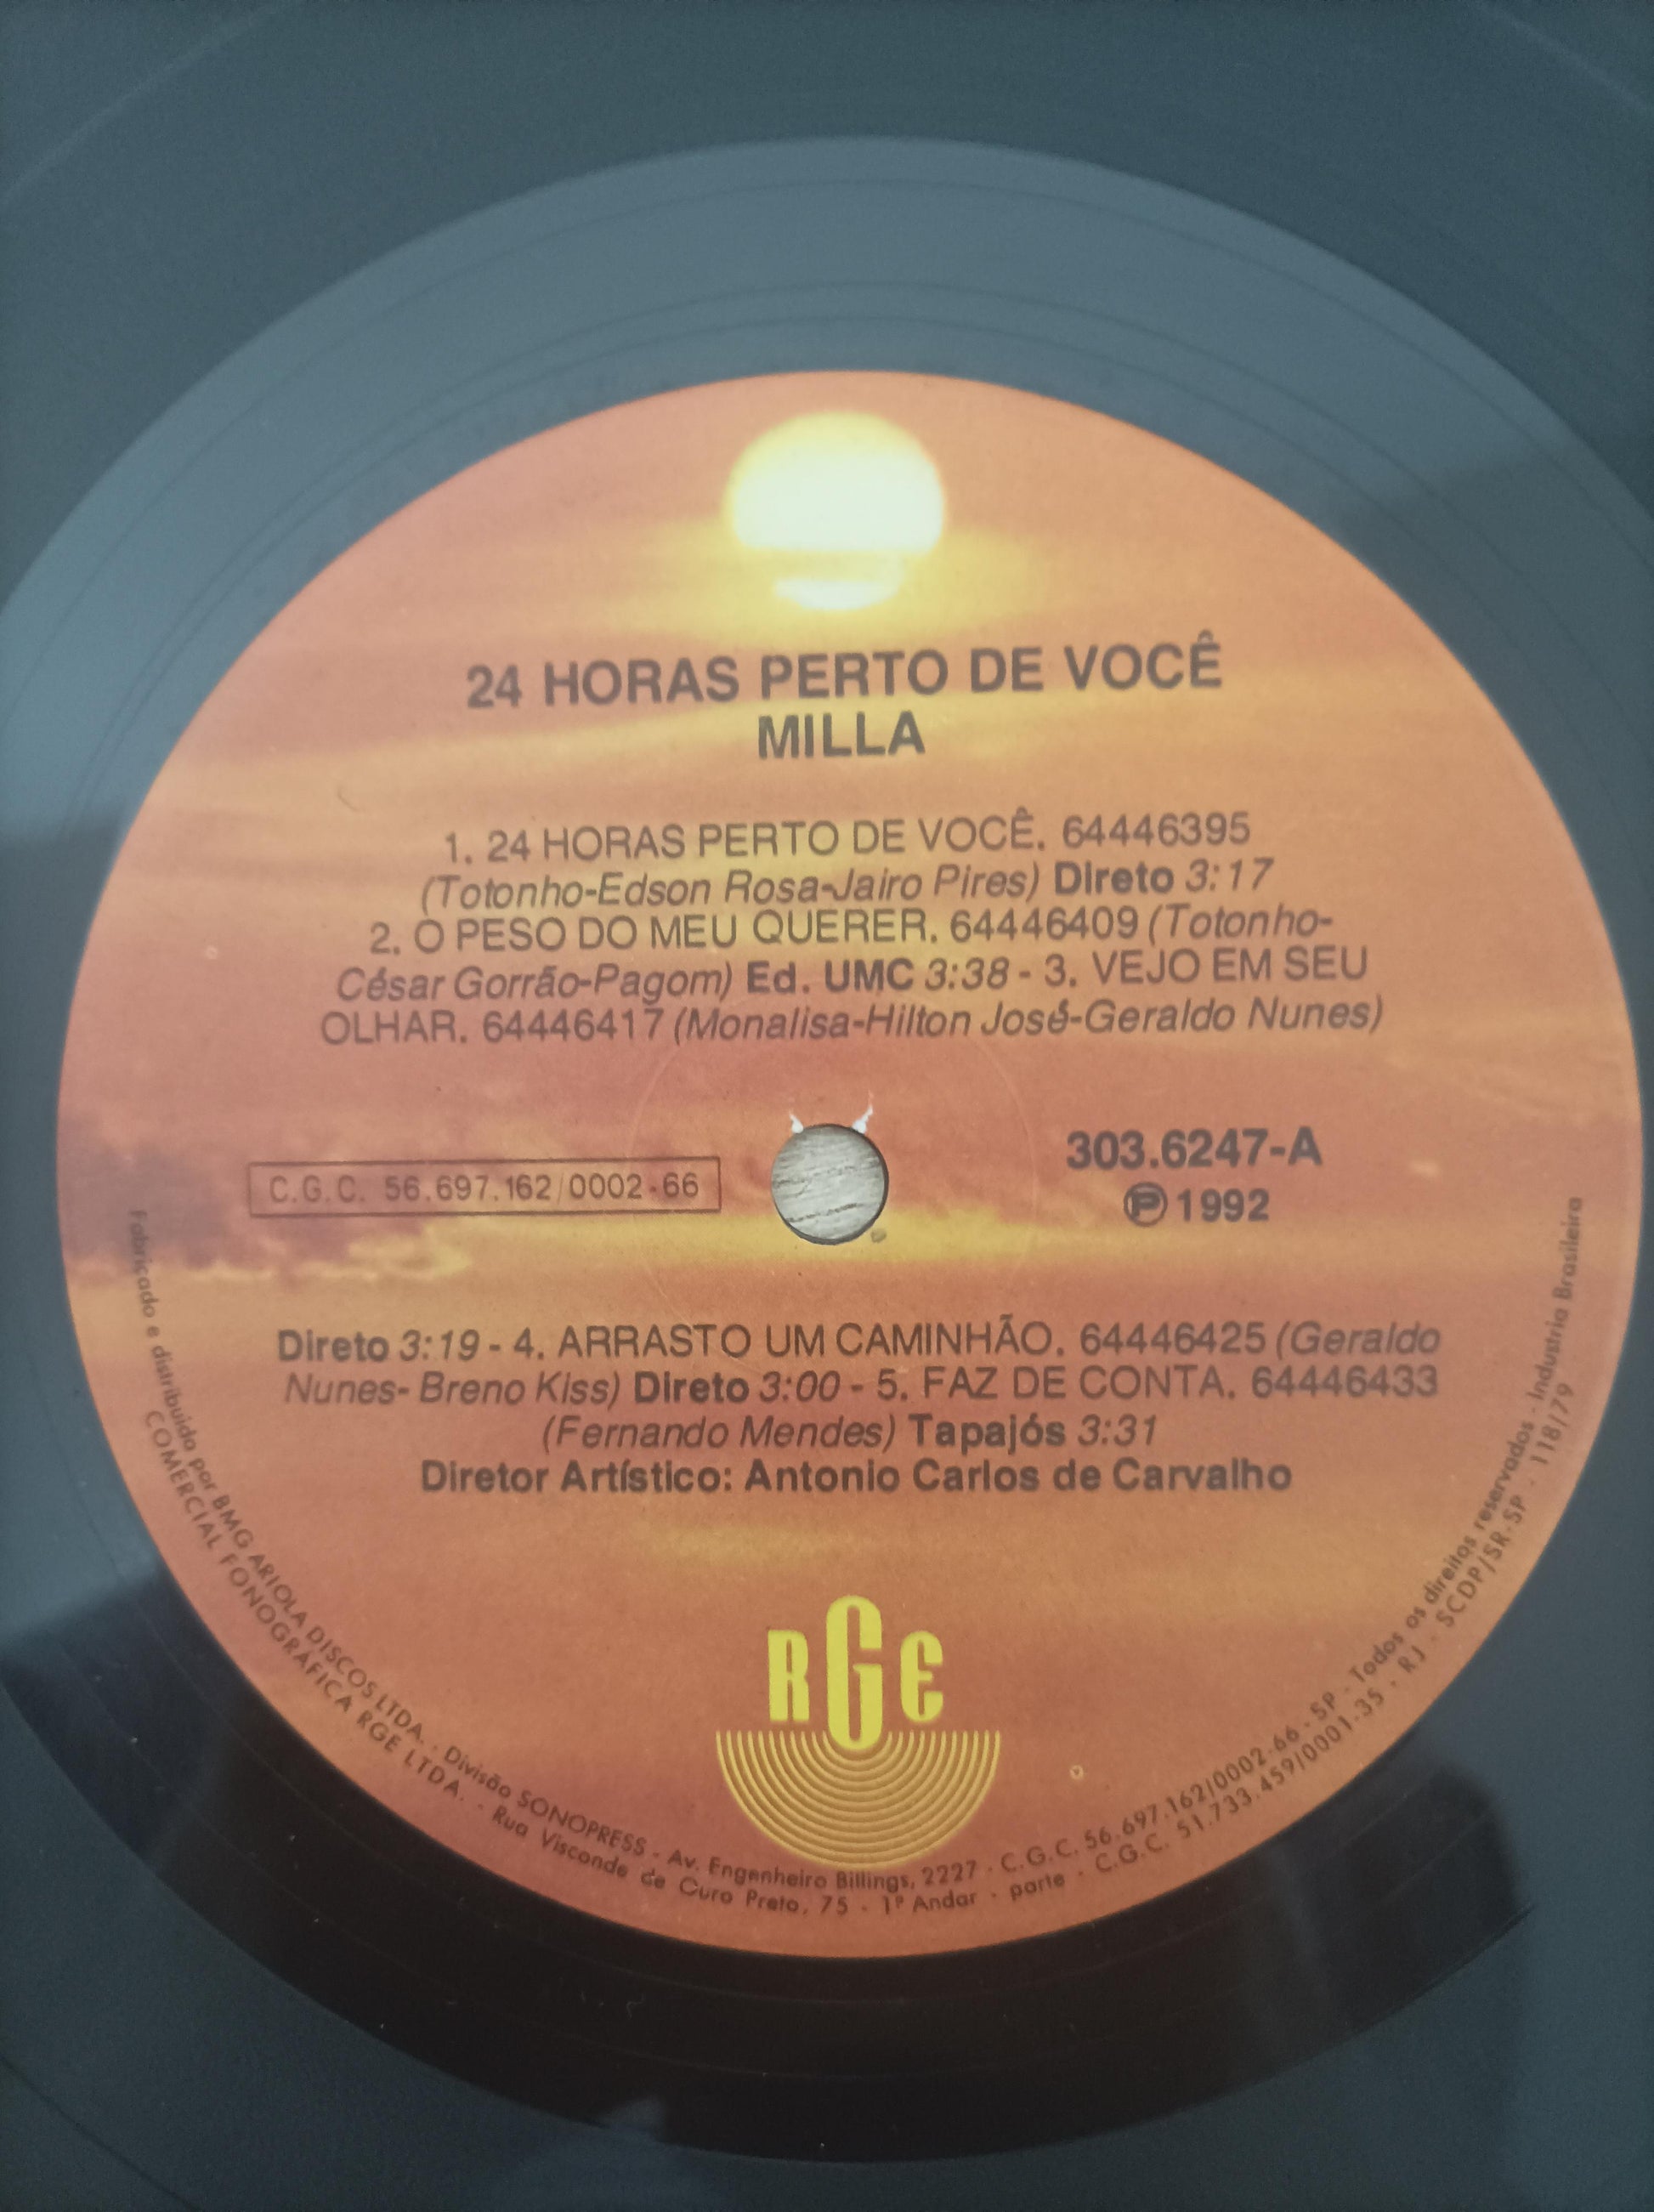 24 HORAS PERTO DE VOCÊ
MILLA
1. 24 HORAS PERTO DE VOCÊ. 64446395
(Totonho-Edson Rosa-Jairo Pires) Direto 3:17
2. O PESO DO MEU QUERER. 64446409 (Totonho-
César Gorrão-Pagom) Ed. UMC 3:38 - 3. VEJO EM SEU
OLHAR. 64446417 (Monalisa-Hilton José-Geraldo Nunes)
C.G.C. 56.697.162/0002-66
303.6247-A
Ⓟ 1992
Direto 3:19 - 4. ARRASTO UM CAMINHÃO. 64446425 (Geraldo
Nunes- Breno Kiss) Direto 3:00 - 5. FAZ DE CONTA. 64446433
(Fernando Mendes) Tapajós 3:31
Diretor Artístico: Antonio Carlos de Carvalho
RGE
Fabricado e distribuido por BMG ARIOLA DISCOS LTDA. - Divisão SONOPRESS - Av. Engenheiro Billings, 2227 - C.G.C. 56.697.162/0002-66 - SP - Todos os direitos reservados - Industria Brasileira
COMERCIAL FONOGRÁFICA RGE LTDA. - Rua Visconde de Ouro Preto, 75 - 1º Andar - parte - C.G.C. 51.733.459/0001-35 - RJ - SCDP/SR-SP - 118/79